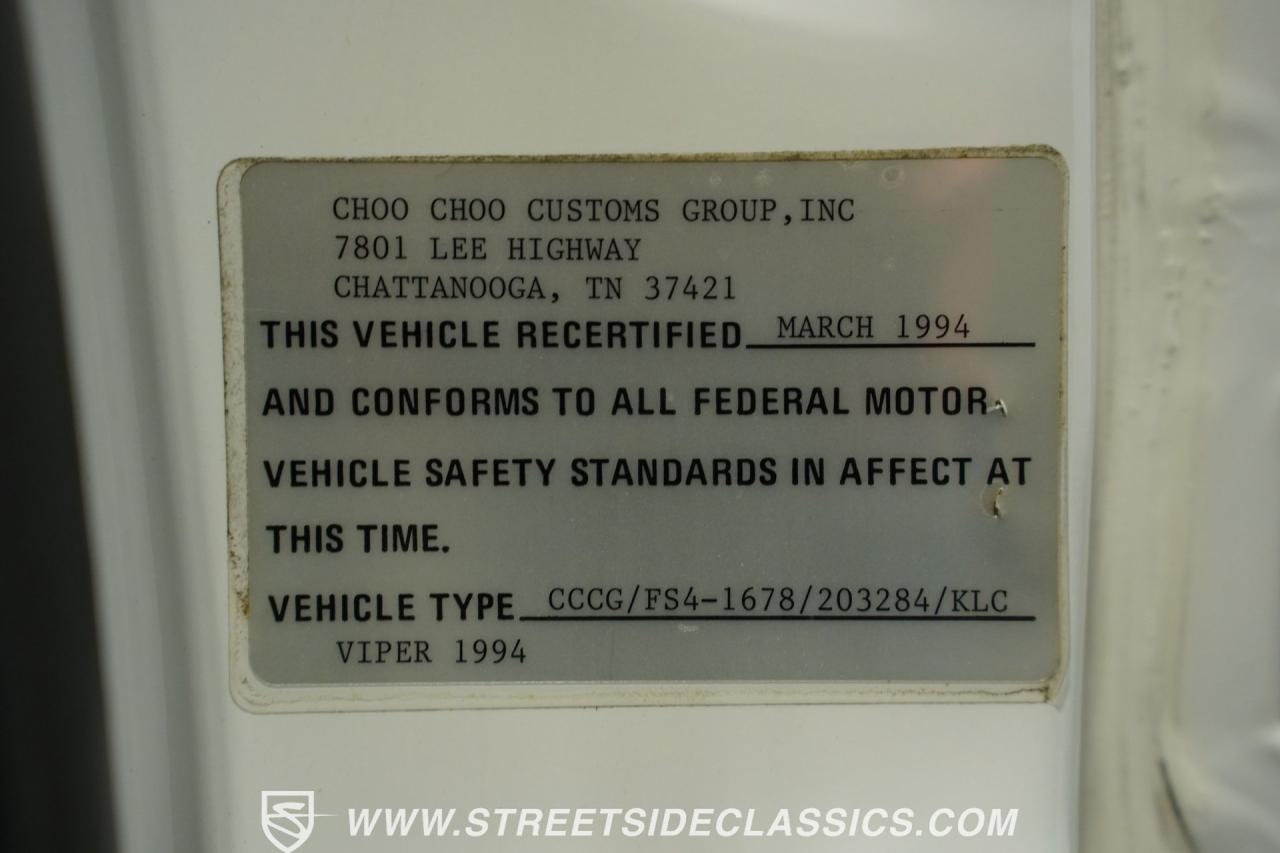 CHOO CHOO CUSTOMS GROUP,INC
7801 LEE HIGHWAY
CHATTANOOGA, TN 37421
THIS VEHICLE RECERTIFIED MARCH 1994
AND CONFORMS TO ALL FEDERAL MOTOR
VEHICLE SAFETY STANDARDS IN AFFECT AT
THIS TIME.
VEHICLE TYPE CCCG/FS4-1678/203284/KLC
VIPER 1994
WWW.STREETSIDECLASSICS.COM